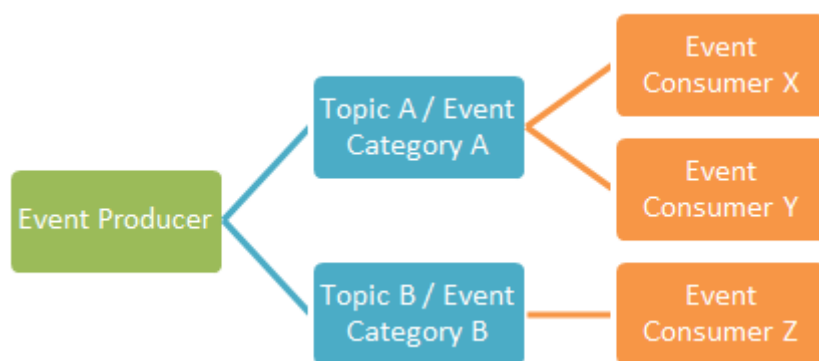 Event Producer
Topic A / Event
Category A
Topic B / Event
Category B
Event
Consumer X
Event
Consumer Y
Event
Consumer Z